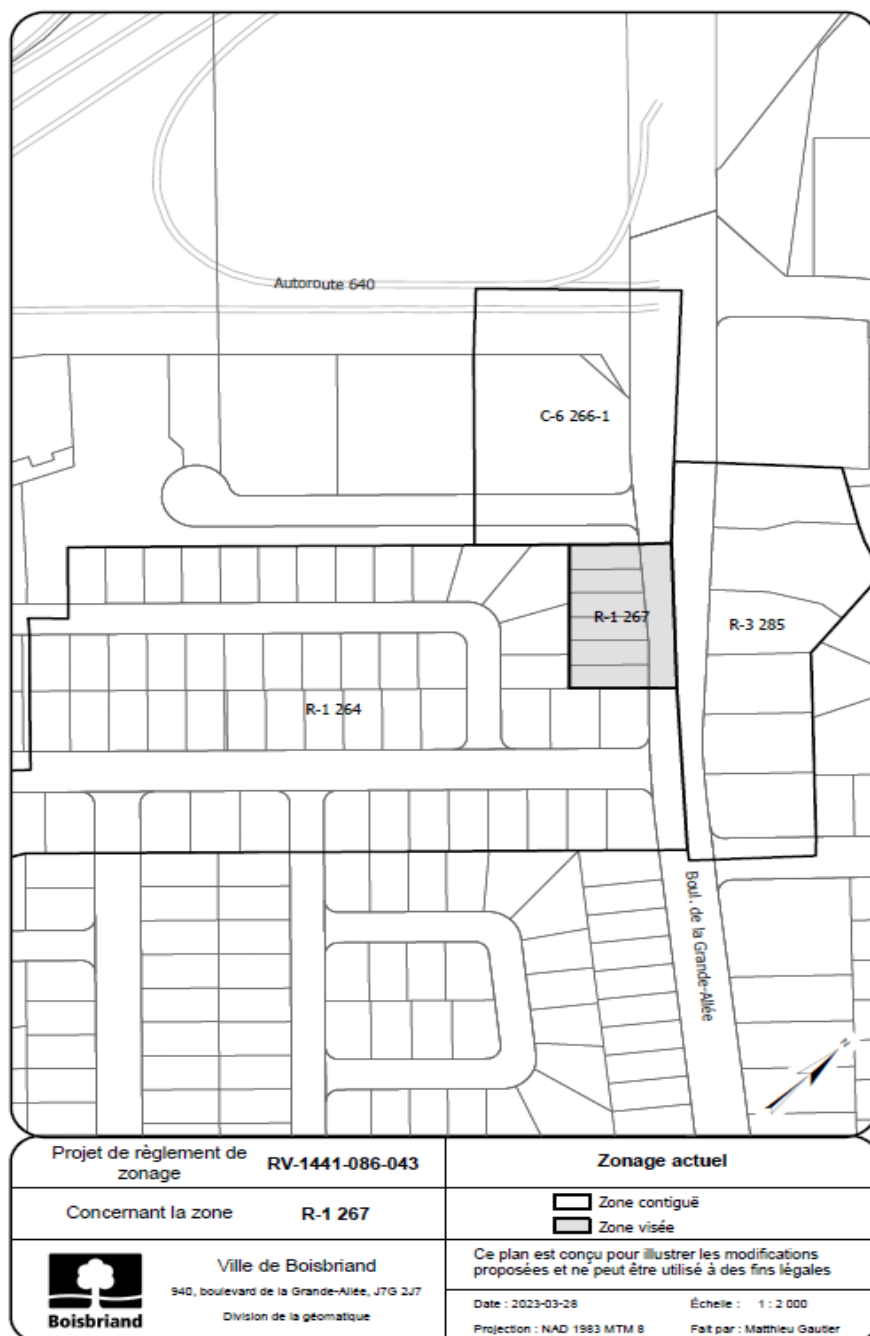 Autoroute 640
C-6 266-1
R-1 267
R-3 285
R-1 264
Boul. de la Grande-Allée
N
Projet de règlement de
zonage
RV-1441-086-043
Zonage actuel
Concernant la zone
R-1 267
Zone contiguë
Zone visée
Boisbriand
Ville de Boisbriand
940, boulevard de la Grande-Allée, J7G 2J7
Division de la géomatique
Ce plan est conçu pour illustrer les modifications
proposées et ne peut être utilisé à des fins légales
Date : 2023-03-28
Échelle : 1 : 2 000
Projection : NAD 1983 MTM 8
Fait par : Matthieu Gautier